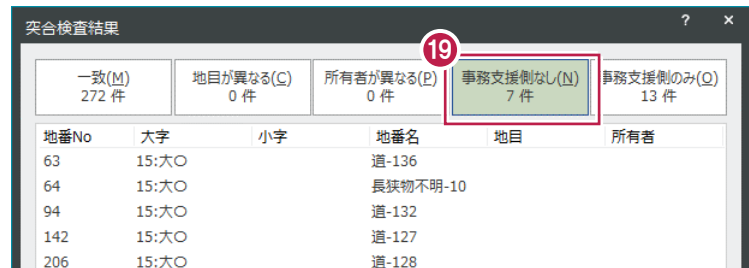 突合検査結果 ? ×
⑲
一致(M) 地目が異なる(C) 所有者が異なる(P) 事務支援側なし(N) 事務支援側のみ(O)
272 件 0 件 0 件 7 件 13 件
地番No 大字 小字 地番名 地目 所有者
63 15:大○ 道-136
64 15:大○ 長狭物不明-10
94 15:大○ 道-132
142 15:大○ 道-127
206 15:大○ 道-128